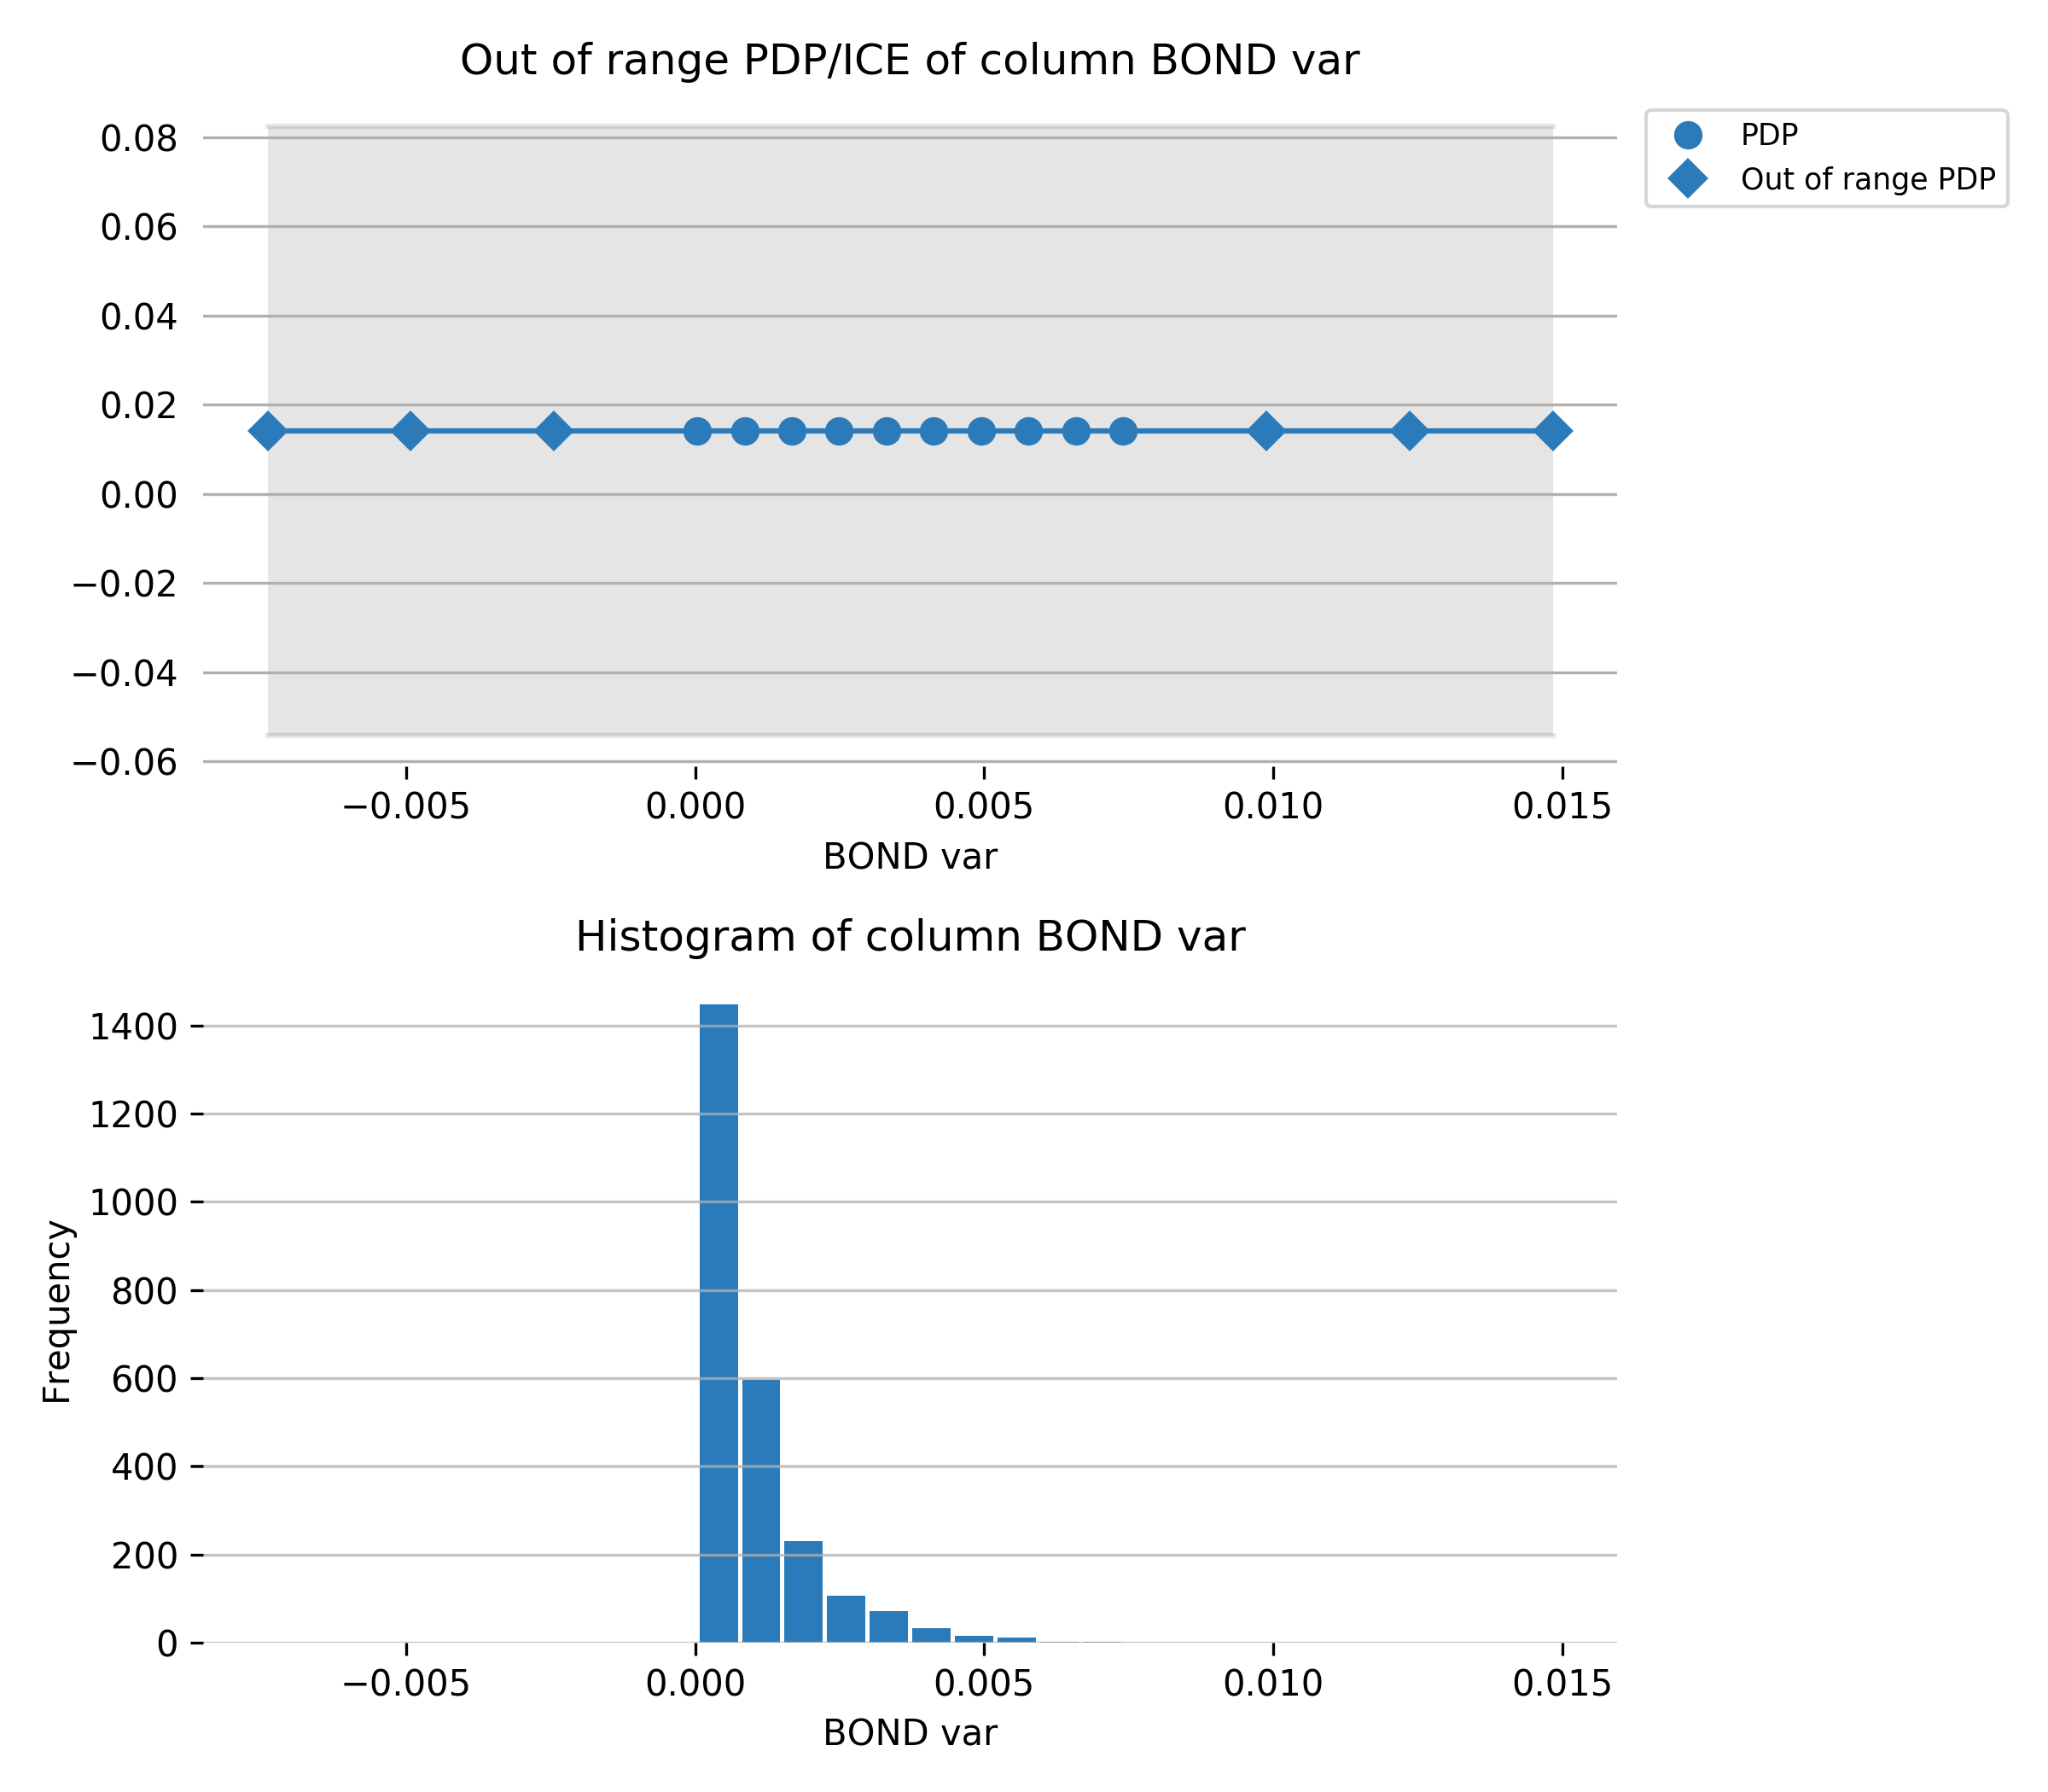 Out of range PDP/ICE of column BOND var
PDP
Out of range PDP
0.08
0.06
0.04
0.02
0.00
−0.02
−0.04
−0.06
−0.005 0.000 0.005 0.010 0.015
BOND var
Histogram of column BOND var
Frequency
1400
1200
1000
800
600
400
200
0
−0.005 0.000 0.005 0.010 0.015
BOND var